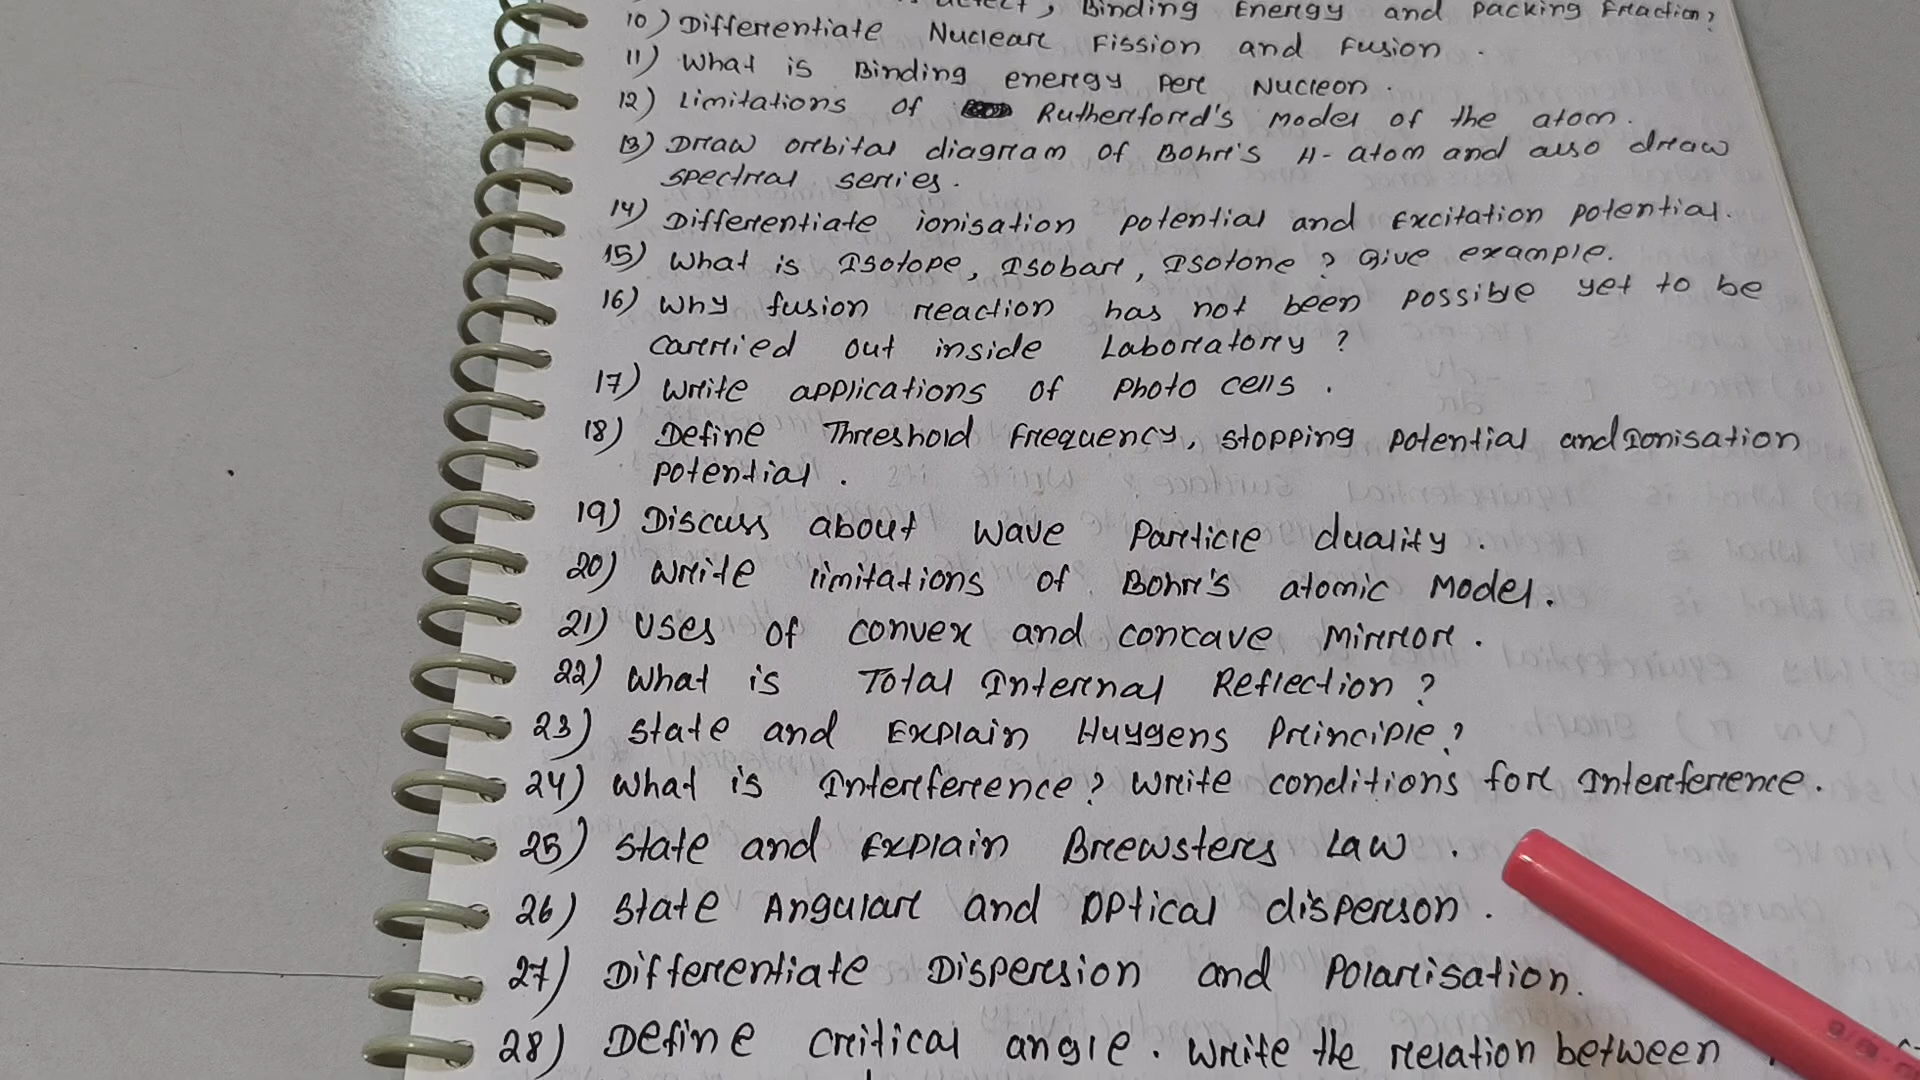 , Binding Energy and packing fraction?
10) Differentiate Nuclear Fission and Fusion .
11) What is Binding energy per Nucleon .
12) Limitations of Rutherford's model of the atom .
13) Draw orbital diagram of Bohr's H-atom and also draw
spectral series .
14) Differentiate ionisation potential and Excitation potential.
15) What is Isotope, Isobar, Isotone ? give example.
16) Why fusion reaction has not been possible yet to be
carried out inside Laboratory ?
17) Write applications of photo cells .
18) Define Threshold frequency, stopping potential and Ionisation
potential .
19) Discuss about wave Particle duality .
20) Write limitations of Bohr's atomic Model .
21) Uses of convex and concave mirror .
22) What is Total Internal Reflection ?
23) State and Explain Huygens Principle ?
24) What is Interference? Write conditions for Interference .
25) State and Explain Brewsters Law .
26) State Angular and optical disperson .
27) Differentiate Dispersion and Polarisation.
28) Define critical angle . Write the relation between